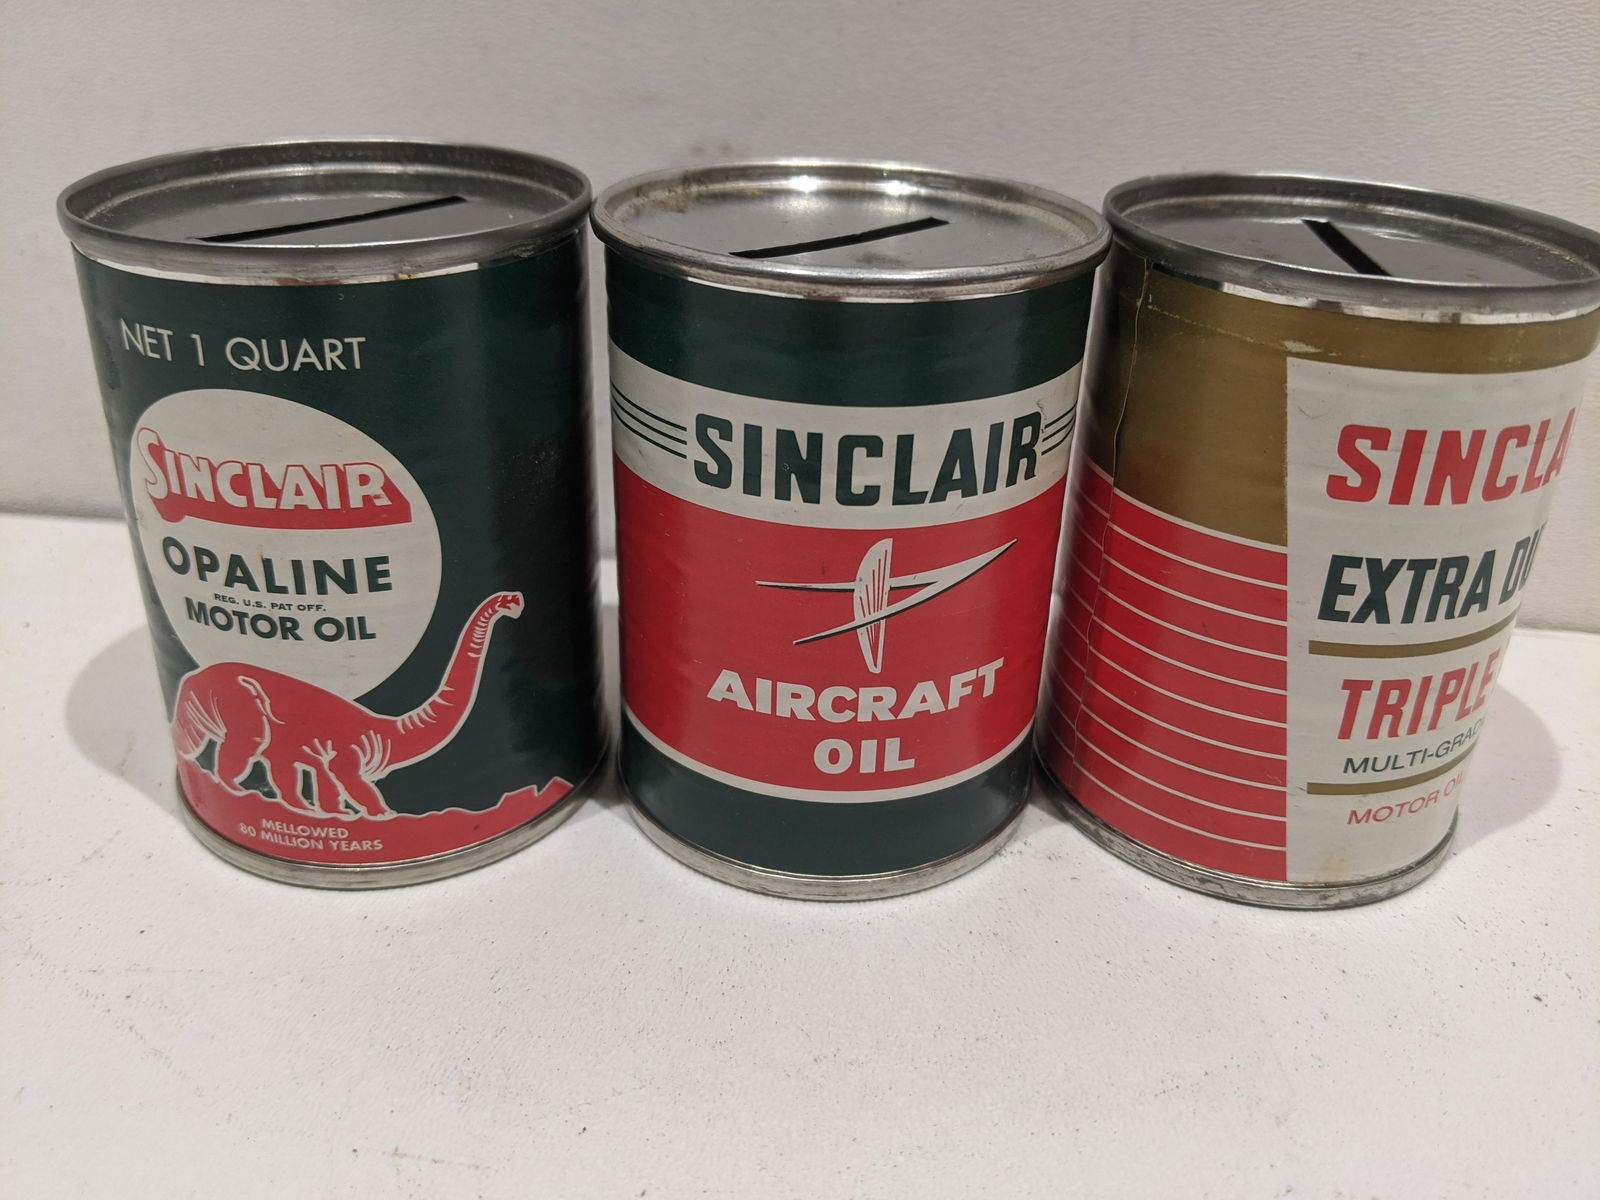 NET 1 QUART
SINCLAIR
OPALINE
REG. U.S. PAT OFF.
MOTOR OIL
MELLOWED
80 MILLION YEARS
SINCLAIR
AIRCRAFT
OIL
SINCLA
EXTRA DU
TRIPLE
MULTI-GRAD
MOTOR OIL